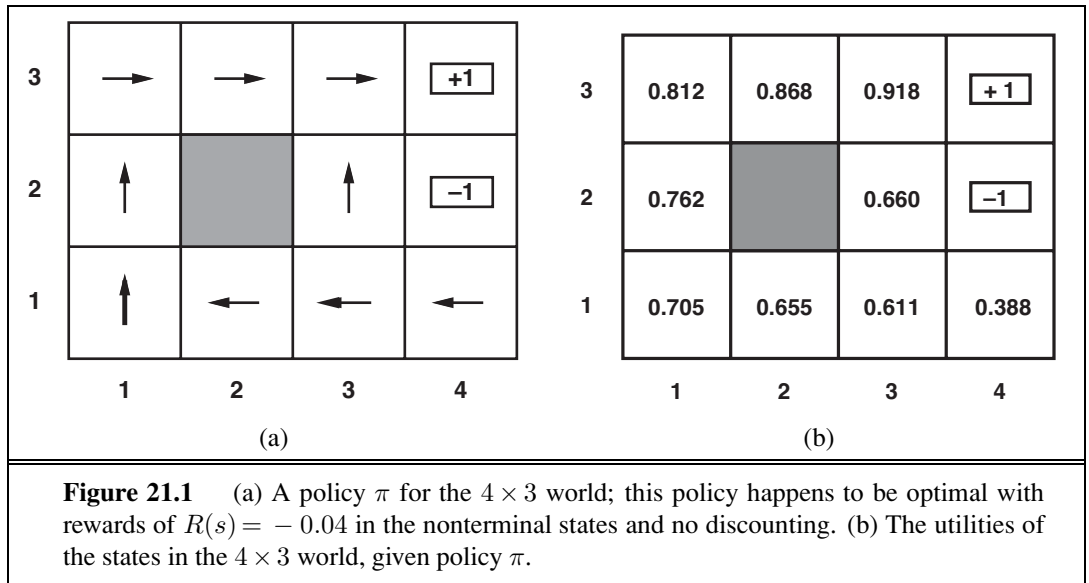 3
+1
2
–1
1
1 2 3 4
(a)
3
0.812 0.868 0.918 + 1
2
0.762 0.660 –1
1
0.705 0.655 0.611 0.388
1 2 3 4
(b)
Figure 21.1 (a) A policy π for the 4 × 3 world; this policy happens to be optimal with
rewards of R(s) = − 0.04 in the nonterminal states and no discounting. (b) The utilities of
the states in the 4 × 3 world, given policy π.